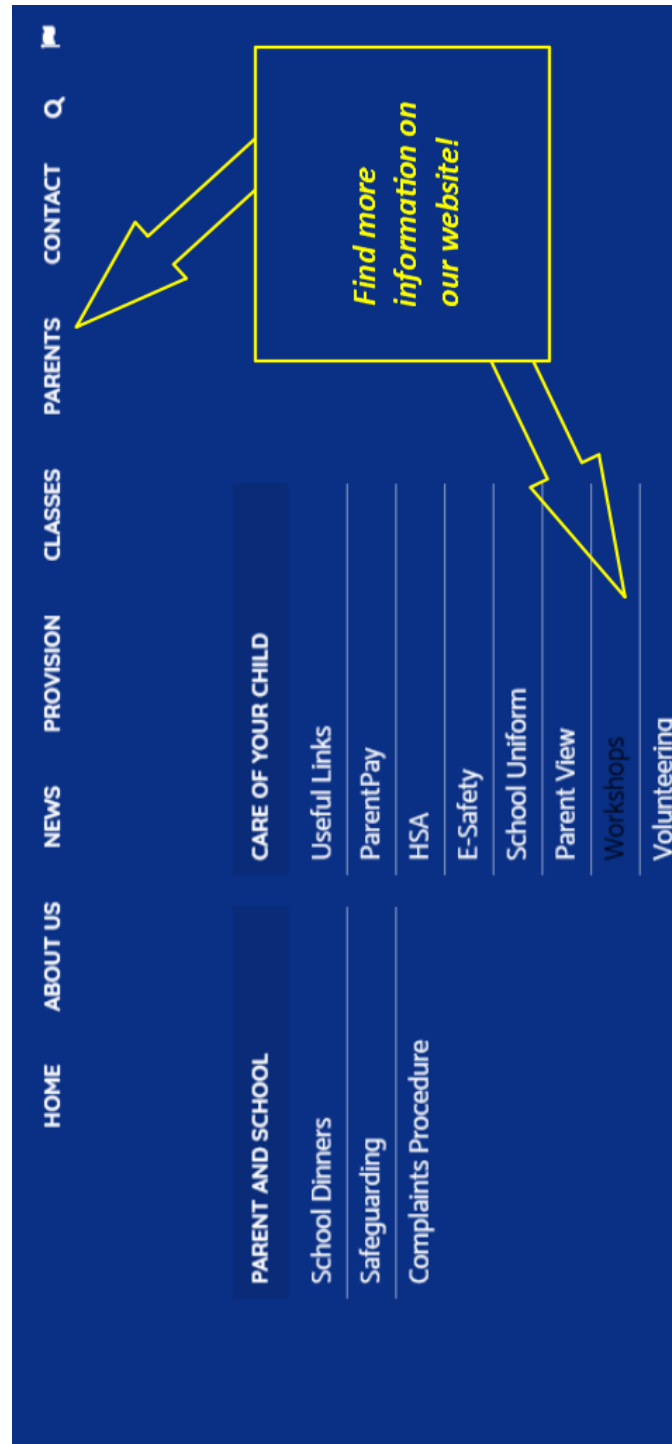 HOME ABOUT US NEWS PROVISION CLASSES PARENTS CONTACT
Find more
information on
our website!
PARENT AND SCHOOL
School Dinners
Safeguarding
Complaints Procedure
CARE OF YOUR CHILD
Useful Links
ParentPay
HSA
E-Safety
School Uniform
Parent View
Workshops
Volunteering